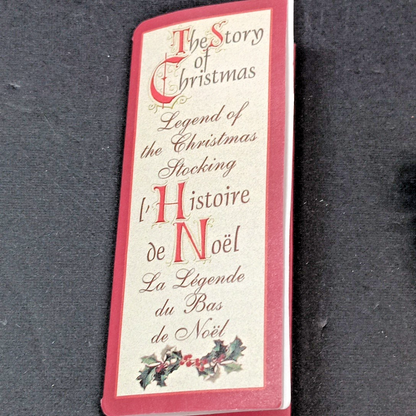 The Story
of
Christmas
Legend of
the Christmas
Stocking
l'Histoire
de Noël
La Légende
du Bas
de Noël